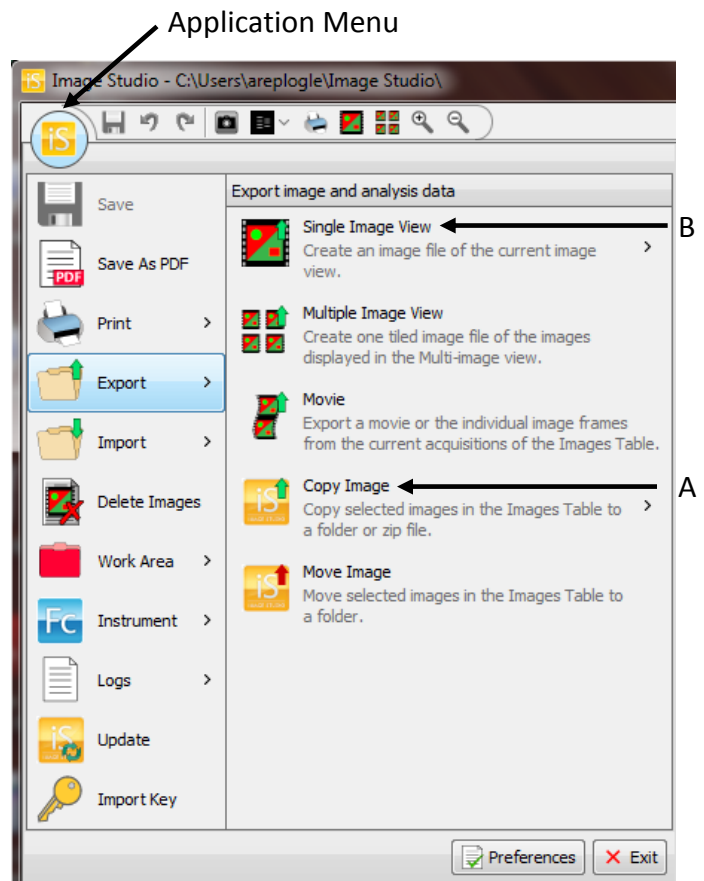 Application Menu
iS Image Studio - C:\Users\areplogle\Image Studio\
iS
Save
PDF
Save As PDF
Print
Export
Import
Delete Images
Work Area
Fc
Instrument
Logs
iS
Update
Import Key
Export image and analysis data
Single Image View
B
Create an image file of the current image
view.
Multiple Image View
Create one tiled image file of the images
displayed in the Multi-image view.
Movie
Export a movie or the individual image frames
from the current acquisitions of the Images Table.
iS
Copy Image
A
Copy selected images in the Images Table to
a folder or zip file.
iS
Move Image
Move selected images in the Images Table to
a folder.
Preferences
Exit